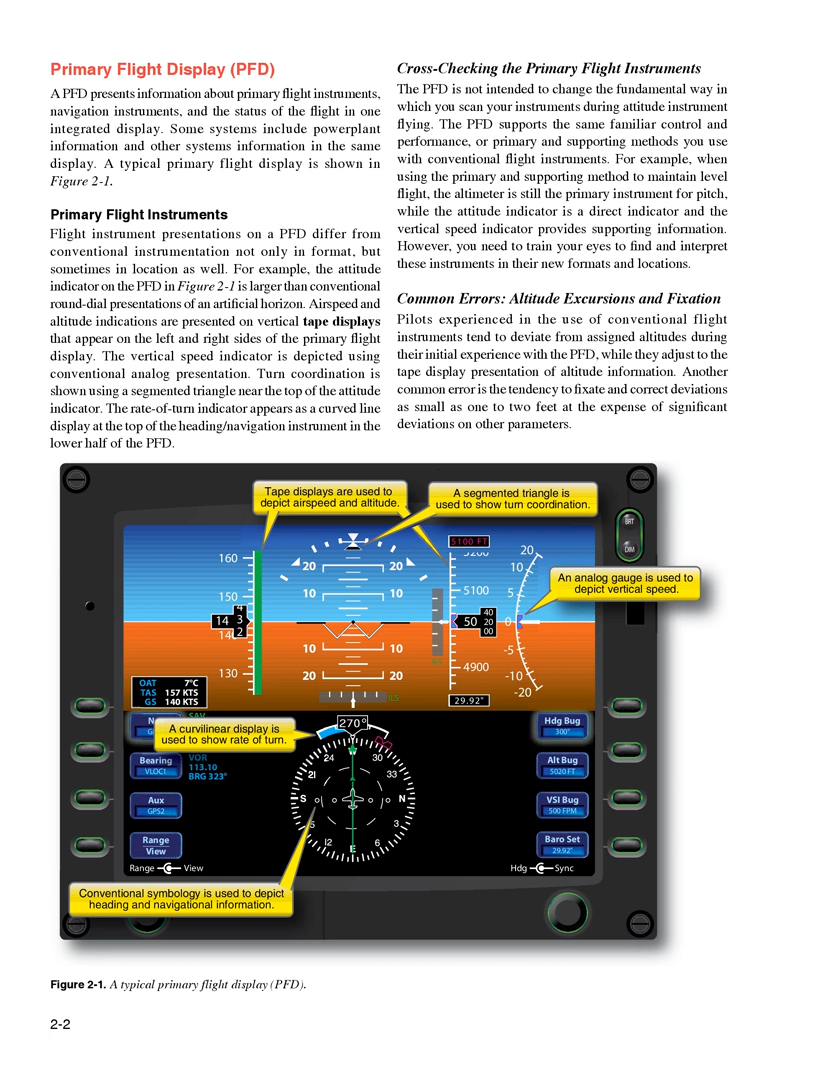 Primary Flight Display (PFD)
A PFD presents information about primary flight instruments,
navigation instruments, and the status of the flight in one
integrated display. Some systems include powerplant
information and other systems information in the same
display. A typical primary flight display is shown in
Figure 2-1.
Primary Flight Instruments
Flight instrument presentations on a PFD differ from
conventional instrumentation not only in format, but
sometimes in location as well. For example, the attitude
indicator on the PFD in Figure 2-1 is larger than conventional
round-dial presentations of an artificial horizon. Airspeed and
altitude indications are presented on vertical tape displays
that appear on the left and right sides of the primary flight
display. The vertical speed indicator is depicted using
conventional analog presentation. Turn coordination is
shown using a segmented triangle near the top of the attitude
indicator. The rate-of-turn indicator appears as a curved line
display at the top of the heading/navigation instrument in the
lower half of the PFD.
Cross-Checking the Primary Flight Instruments
The PFD is not intended to change the fundamental way in
which you scan your instruments during attitude instrument
flying. The PFD supports the same familiar control and
performance, or primary and supporting methods you use
with conventional flight instruments. For example, when
using the primary and supporting method to maintain level
flight, the altimeter is still the primary instrument for pitch,
while the attitude indicator is a direct indicator and the
vertical speed indicator provides supporting information.
However, you need to train your eyes to find and interpret
these instruments in their new formats and locations.
Common Errors: Altitude Excursions and Fixation
Pilots experienced in the use of conventional flight
instruments tend to deviate from assigned altitudes during
their initial experience with the PFD, while they adjust to the
tape display presentation of altitude information. Another
common error is the tendency to fixate and correct deviations
as small as one to two feet at the expense of significant
deviations on other parameters.
Tape displays are used to
depict airspeed and altitude.
A segmented triangle is
used to show turn coordination.
BRT
DIM
An analog gauge is used to
depict vertical speed.
5100 FT
160
150
14
4
3
2
130
20 20
10 10
10 10
20 20
5100
50
40
20
00
4900
29.92"
20
10
5
0
-5
-10
-20
ILS
OAT 7°C
TAS 157 KTS
GS 140 KTS
A curvilinear display is
used to show rate of turn.
270°
Bearing
VLOC1
VOR
113.10
BRG 323°
Aux
GPS2
Range
View
Range View
24
W
30
21
33
S
N
3
12
E
6
Hdg Bug
300°
Alt Bug
5020 FT
VSI Bug
500 FPM
Baro Set
29.92"
Hdg Sync
Conventional symbology is used to depict
heading and navigational information.
Figure 2-1. A typical primary flight display (PFD).
2-2